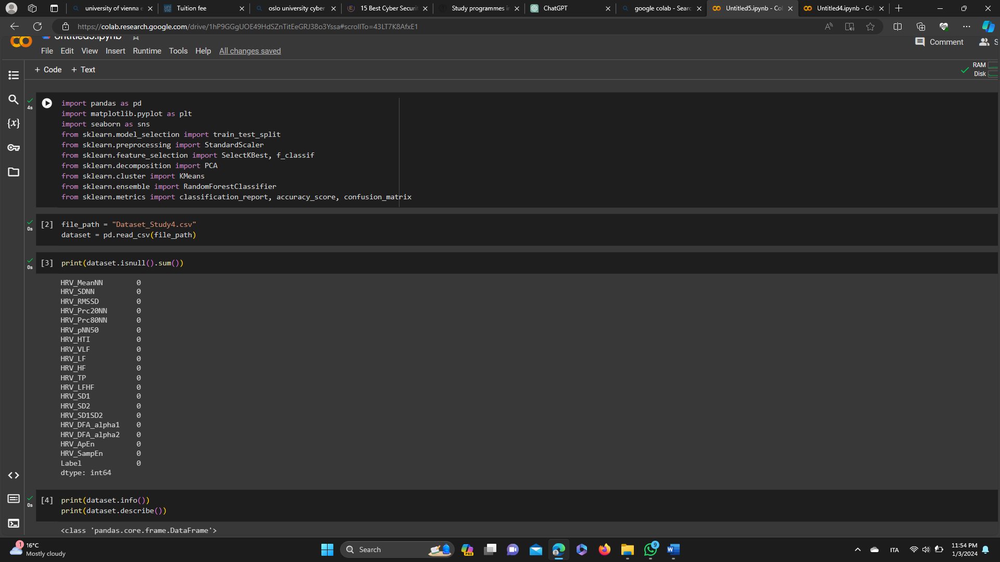 university of vienna e
Tuition fee
oslo university cyber
15 Best Cyber Securit
Study programmes in
ChatGPT
google colab - Searc
Untitled5.ipynb - Col
Untitled4.ipynb - Col
https://colab.research.google.com/drive/1hP9GGgUOE49HdSZnTitEeGRJ38o3Yssa#scrollTo=43LT7K8AfxE1
Untitled5.ipynb
File Edit View Insert Runtime Tools Help All changes saved
Comment
S
+ Code + Text
RAM
Disk
4s
import pandas as pd
import matplotlib.pyplot as plt
import seaborn as sns
from sklearn.model_selection import train_test_split
from sklearn.preprocessing import StandardScaler
from sklearn.feature_selection import SelectKBest, f_classif
from sklearn.decomposition import PCA
from sklearn.cluster import KMeans
from sklearn.ensemble import RandomForestClassifier
from sklearn.metrics import classification_report, accuracy_score, confusion_matrix
0s
[2] file_path = "Dataset_Study4.csv"
dataset = pd.read_csv(file_path)
0s
[3] print(dataset.isnull().sum())
HRV_MeanNN 0
HRV_SDNN 0
HRV_RMSSD 0
HRV_Prc20NN 0
HRV_Prc80NN 0
HRV_pNN50 0
HRV_HTI 0
HRV_VLF 0
HRV_LF 0
HRV_HF 0
HRV_TP 0
HRV_LFHF 0
HRV_SD1 0
HRV_SD2 0
HRV_SD1SD2 0
HRV_DFA_alpha1 0
HRV_DFA_alpha2 0
HRV_ApEn 0
HRV_SampEn 0
Label 0
dtype: int64
0s
[4] print(dataset.info())
print(dataset.describe())
<class 'pandas.core.frame.DataFrame'>
1
16°C
Mostly cloudy
Search
PRE
9
ITA
11:54 PM
1/3/2024